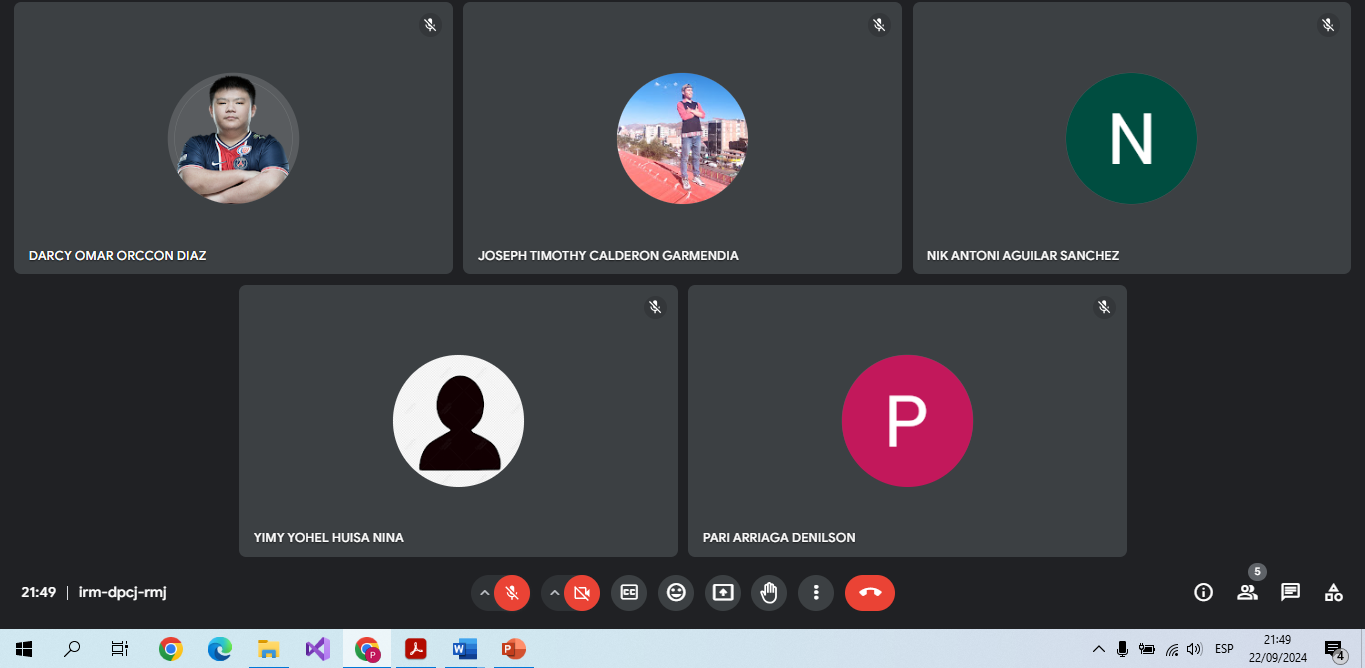 DARCY OMAR ORCCON DIAZ
JOSEPH TIMOTHY CALDERON GARMENDIA
N
NIK ANTONI AGUILAR SANCHEZ
YIMY YOHEL HUISA NINA
P
PARI ARRIAGA DENILSON
21:49 | irm-dpcj-rmj
CC
5
P
W
P
ESP
21:49
22/09/2024
4